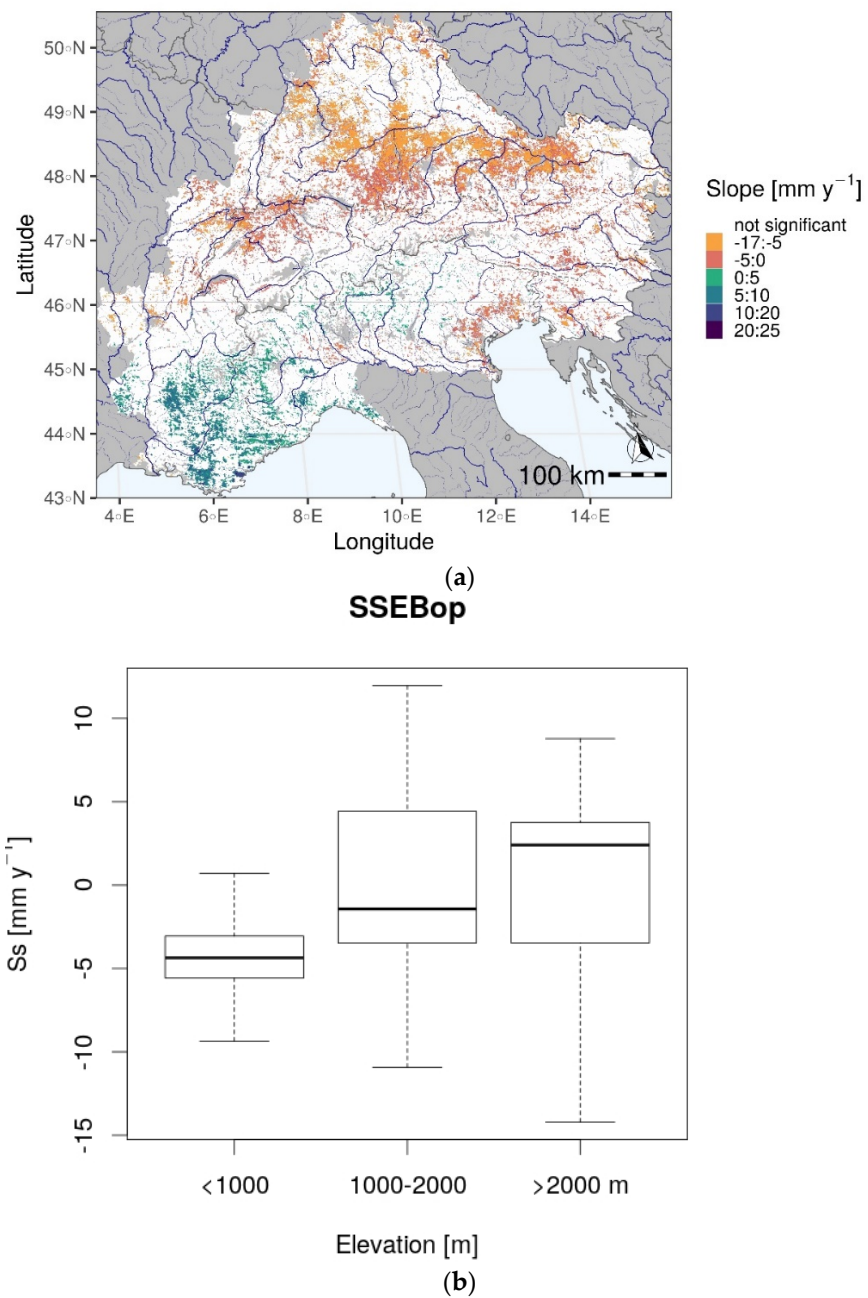 50°N
49°N
48°N
47°N
46°N
45°N
44°N
43°N
Latitude
4°E 6°E 8°E 10°E 12°E 14°E
Longitude
100 km
Slope [mm y⁻¹]
not significant
-17:-5
-5:0
0:5
5:10
10:20
20:25
(a)
SSEBop
10
5
0
-5
-10
-15
Ss [mm y⁻¹]
<1000 1000-2000 >2000 m
Elevation [m]
(b)